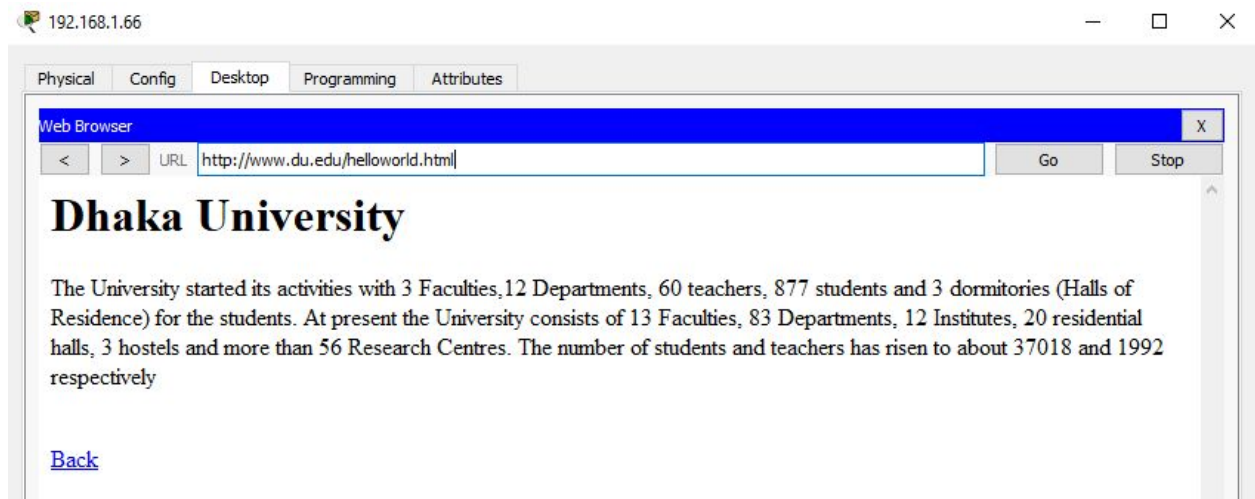 192.168.1.66
Physical Config Desktop Programming Attributes
Web Browser X
< > URL http://www.du.edu/helloworld.html Go Stop
Dhaka University
The University started its activities with 3 Faculties,12 Departments, 60 teachers, 877 students and 3 dormitories (Halls of
Residence) for the students. At present the University consists of 13 Faculties, 83 Departments, 12 Institutes, 20 residential
halls, 3 hostels and more than 56 Research Centres. The number of students and teachers has risen to about 37018 and 1992
respectively
Back